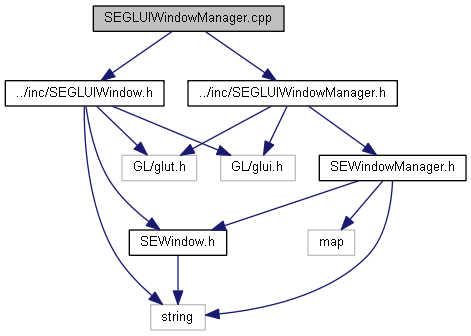 SEGLUIWindowManager.cpp
../inc/SEGLUIWindow.h
../inc/SEGLUIWindowManager.h
GL/glut.h
GL/glui.h
SEWindowManager.h
SEWindow.h
map
string